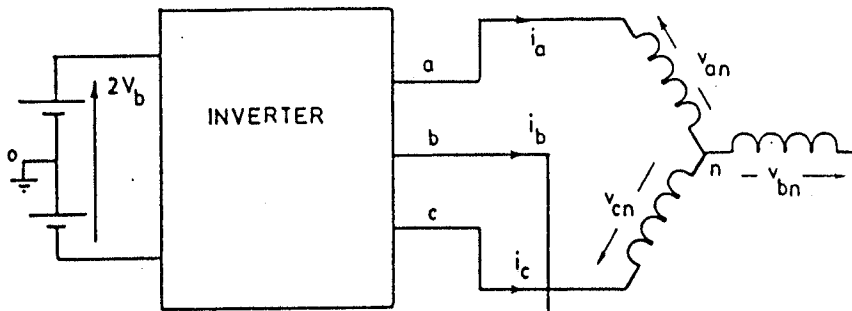 2V_b
INVERTER
o
a
b
c
i_a
i_b
i_c
v_an
v_cn
n
v_bn